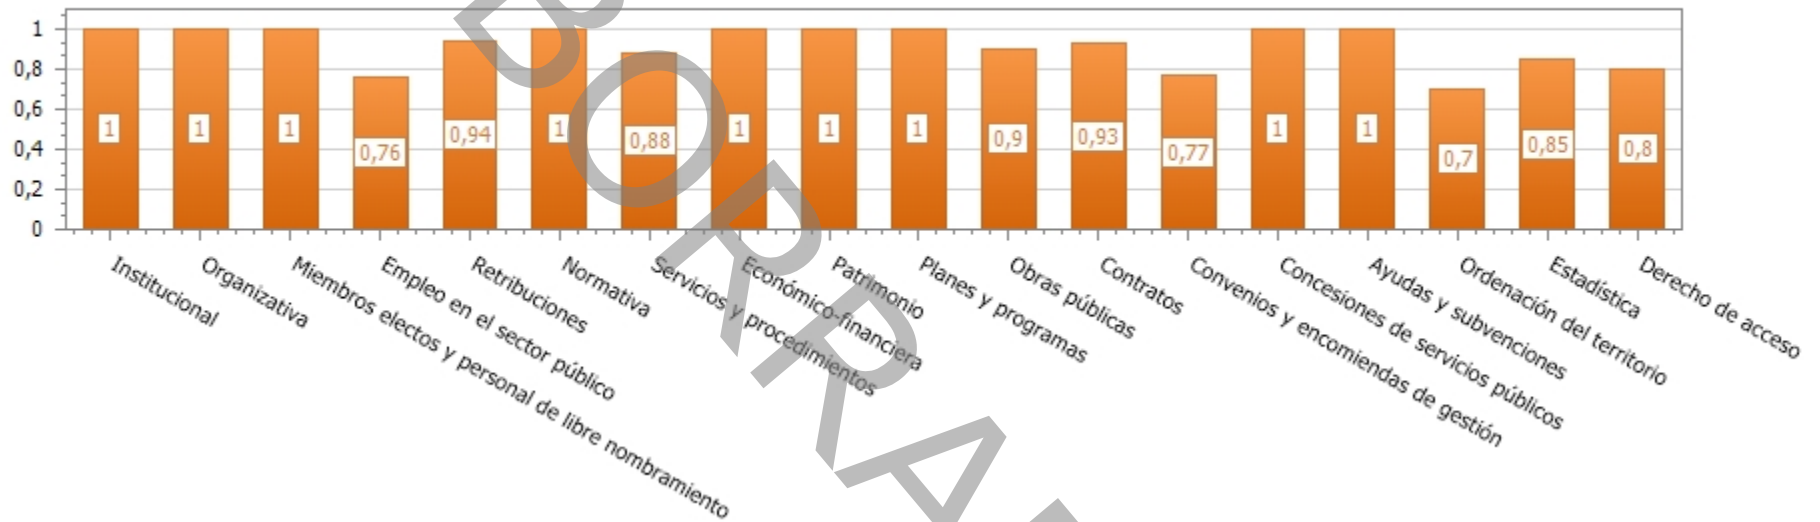 1
0,8
0,6
0,4
0,2
0
1
1
1
0,76
0,94
1
0,88
1
1
1
0,9
0,93
0,77
1
1
0,7
0,85
0,8
Institucional
Organizativa
Miembros electos y personal de libre nombramiento
Empleo en el sector público
Retribuciones
Normativa
Servicios y procedimientos
Económico-financiera
Patrimonio
Planes y programas
Obras públicas
Contratos
Convenios y encomiendas de gestión
Concesiones de servicios públicos
Ayudas y subvenciones
Ordenación del territorio
Estadística
Derecho de acceso